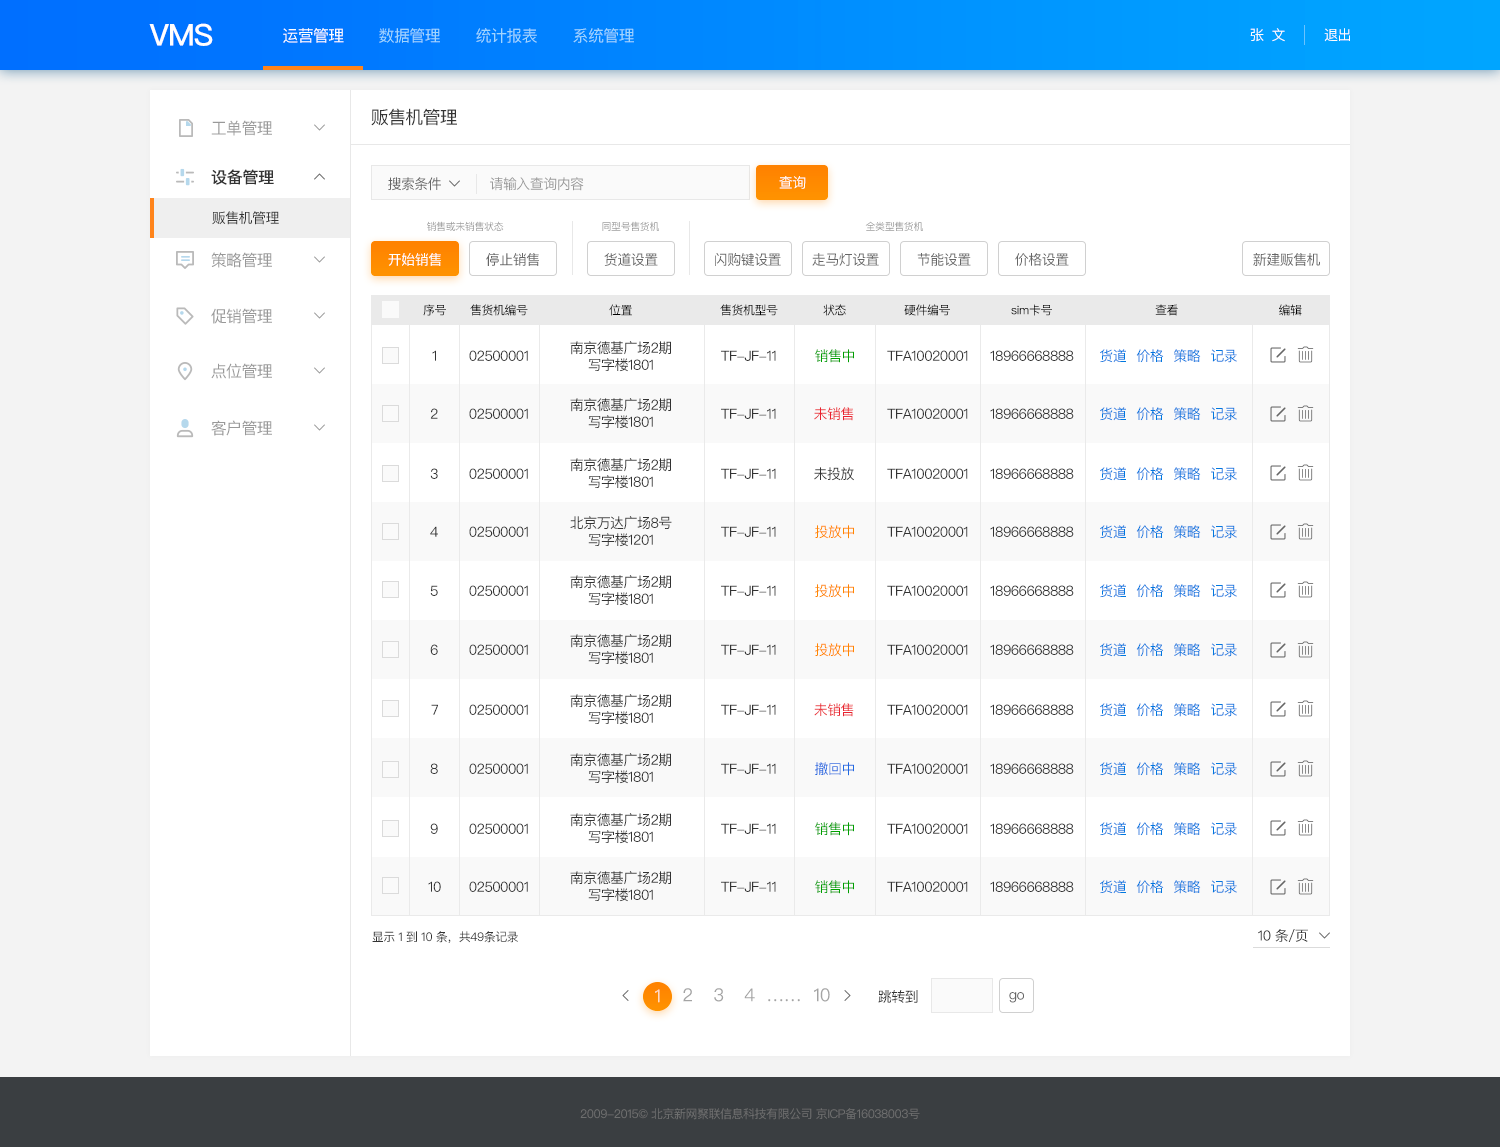 VMS 运营管理 数据管理 统计报表 系统管理 张 文 退出
工单管理
设备管理
贩售机管理
策略管理
促销管理
点位管理
客户管理
贩售机管理
搜索条件 请输入查询内容 查询
销售或未销售状态 同型号售货机 全类型售货机
开始销售 停止销售 货道设置 闪购键设置 走马灯设置 节能设置 价格设置 新建贩售机
序号 售货机编号 位置 售货机型号 状态 硬件编号 sim卡号 查看 编辑
1 02500001 南京德基广场2期 TF-JF-11 销售中 TFA10020001 18966668888 货道 价格 策略 记录
写字楼1801
2 02500001 南京德基广场2期 TF-JF-11 未销售 TFA10020001 18966668888 货道 价格 策略 记录
写字楼1801
3 02500001 南京德基广场2期 TF-JF-11 未投放 TFA10020001 18966668888 货道 价格 策略 记录
写字楼1801
4 02500001 北京万达广场8号 TF-JF-11 投放中 TFA10020001 18966668888 货道 价格 策略 记录
写字楼1201
5 02500001 南京德基广场2期 TF-JF-11 投放中 TFA10020001 18966668888 货道 价格 策略 记录
写字楼1801
6 02500001 南京德基广场2期 TF-JF-11 投放中 TFA10020001 18966668888 货道 价格 策略 记录
写字楼1801
7 02500001 南京德基广场2期 TF-JF-11 未销售 TFA10020001 18966668888 货道 价格 策略 记录
写字楼1801
8 02500001 南京德基广场2期 TF-JF-11 撤回中 TFA10020001 18966668888 货道 价格 策略 记录
写字楼1801
9 02500001 南京德基广场2期 TF-JF-11 销售中 TFA10020001 18966668888 货道 价格 策略 记录
写字楼1801
10 02500001 南京德基广场2期 TF-JF-11 销售中 TFA10020001 18966668888 货道 价格 策略 记录
写字楼1801
显示 1 到 10 条，共49条记录 10 条/页
1 2 3 4 …… 10 跳转到 go
2009-2015© 北京新网聚联信息科技有限公司 京ICP备16038003号